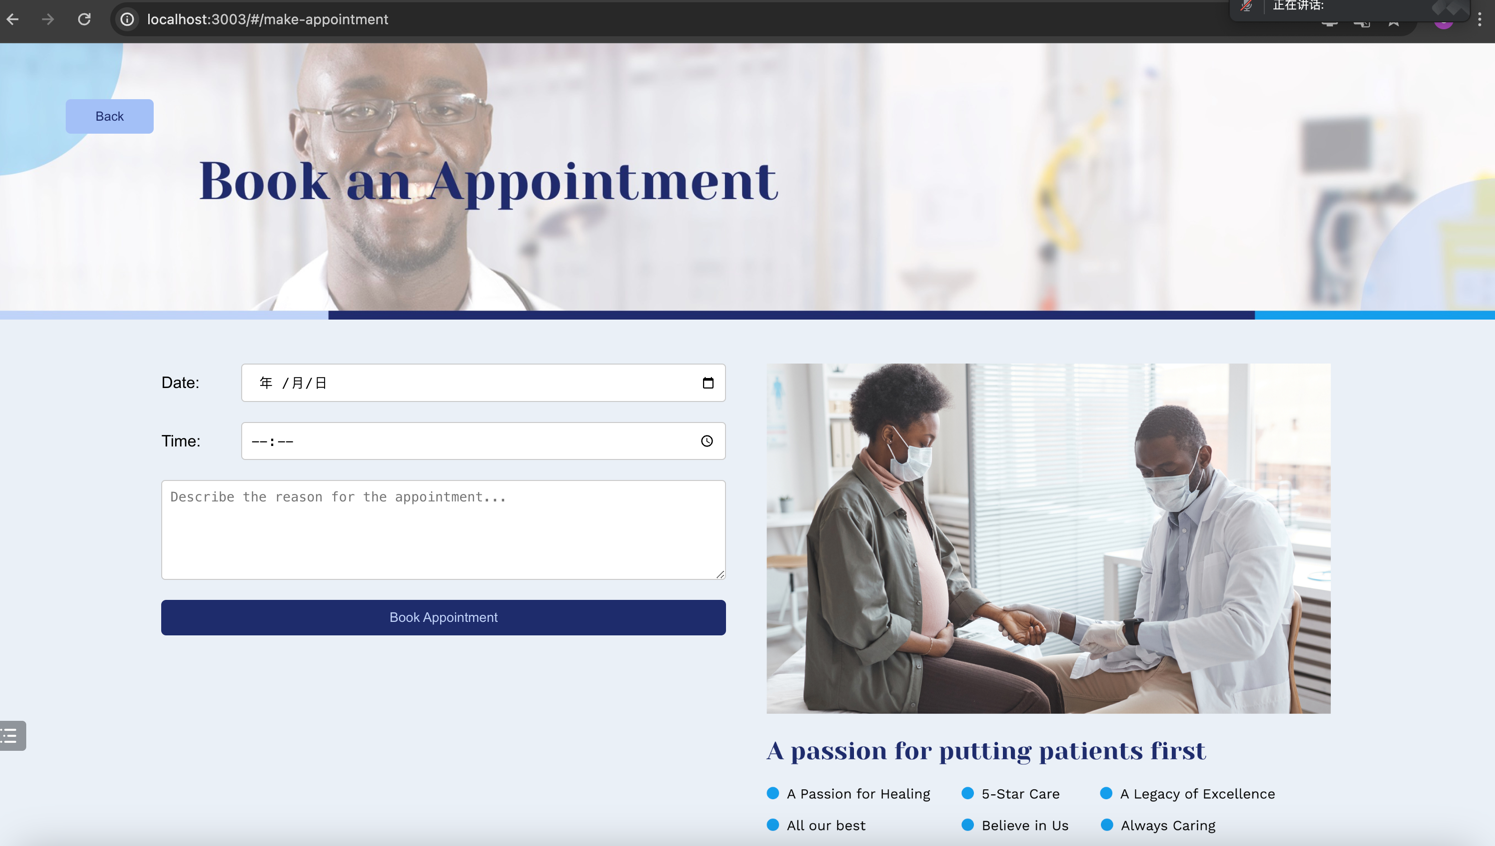 localhost:3003/#/make-appointment
正在讲话:
Back
Book an Appointment
Date:
年 /月/日
Time:
--:--
Describe the reason for the appointment...
Book Appointment
A passion for putting patients first
A Passion for Healing
5-Star Care
A Legacy of Excellence
All our best
Believe in Us
Always Caring